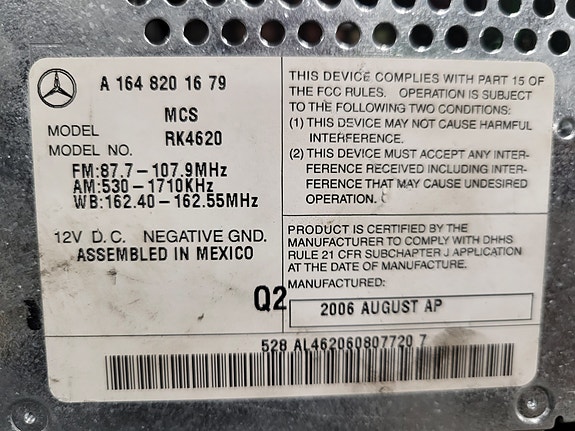 A 164 820 16 79
MCS
MODEL
MODEL NO. RK4620
FM:87.7-107.9MHz
AM:530-1710KHz
WB:162.40-162.55MHz
12V D.C. NEGATIVE GND.
ASSEMBLED IN MEXICO
THIS DEVICE COMPLIES WITH PART 15 OF
THE FCC RULES. OPERATION IS SUBJECT
TO THE FOLLOWING TWO CONDITIONS:
(1) THIS DEVICE MAY NOT CAUSE HARMFUL
INTERFERENCE.
(2) THIS DEVICE MUST ACCEPT ANY INTER-
FERENCE RECEIVED INCLUDING INTER-
FERENCE THAT MAY CAUSE UNDESIRED
OPERATION.
PRODUCT IS CERTIFIED BY THE
MANUFACTURER TO COMPLY WITH DHHS
RULE 21 CFR SUBCHAPTER J APPLICATION
AT THE DATE OF MANUFACTURE.
MANUFACTURED:
Q2
2006 AUGUST AP
528 AL462060807720 7